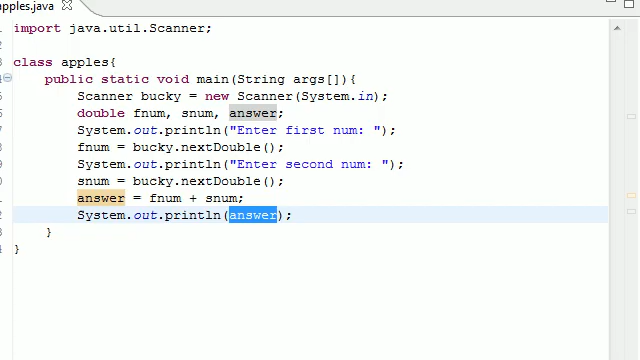 apples.java
import java.util.Scanner;
class apples{
public static void main(String args[]){
Scanner bucky = new Scanner(System.in);
double fnum, snum, answer;
System.out.println("Enter first num: ");
fnum = bucky.nextDouble();
System.out.println("Enter second num: ");
snum = bucky.nextDouble();
answer = fnum + snum;
System.out.println(answer);
}
}